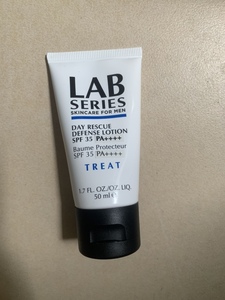 LAB
SERIES
SKINCARE FOR MEN
DAY RESCUE
DEFENSE LOTION
SPF 35 PA++++
Baume Protecteur
SPF 35 PA++++
TREAT
1.7 FL. OZ./OZ. LIQ.
50 ml e